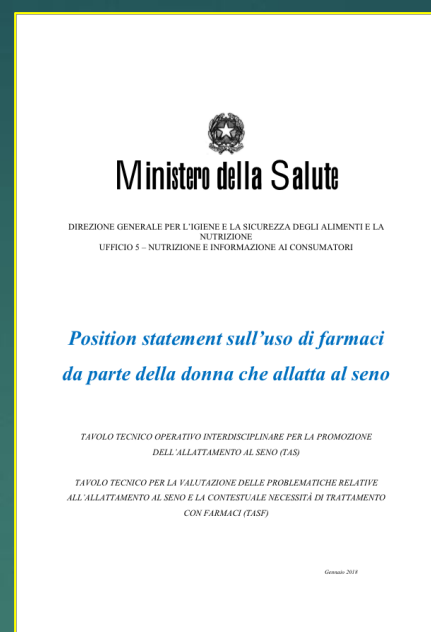 Ministero della Salute
DIREZIONE GENERALE PER L'IGIENE E LA SICUREZZA DEGLI ALIMENTI E LA
NUTRIZIONE
UFFICIO 5 – NUTRIZIONE E INFORMAZIONE AI CONSUMATORI
Position statement sull'uso di farmaci
da parte della donna che allatta al seno
TAVOLO TECNICO OPERATIVO INTERDISCIPLINARE PER LA PROMOZIONE
DELL'ALLATTAMENTO AL SENO (TAS)
TAVOLO TECNICO PER LA VALUTAZIONE DELLE PROBLEMATICHE RELATIVE
ALL'ALLATTAMENTO AL SENO E LA CONTESTUALE NECESSITÀ DI TRATTAMENTO
CON FARMACI (TASF)
Gennaio 2018